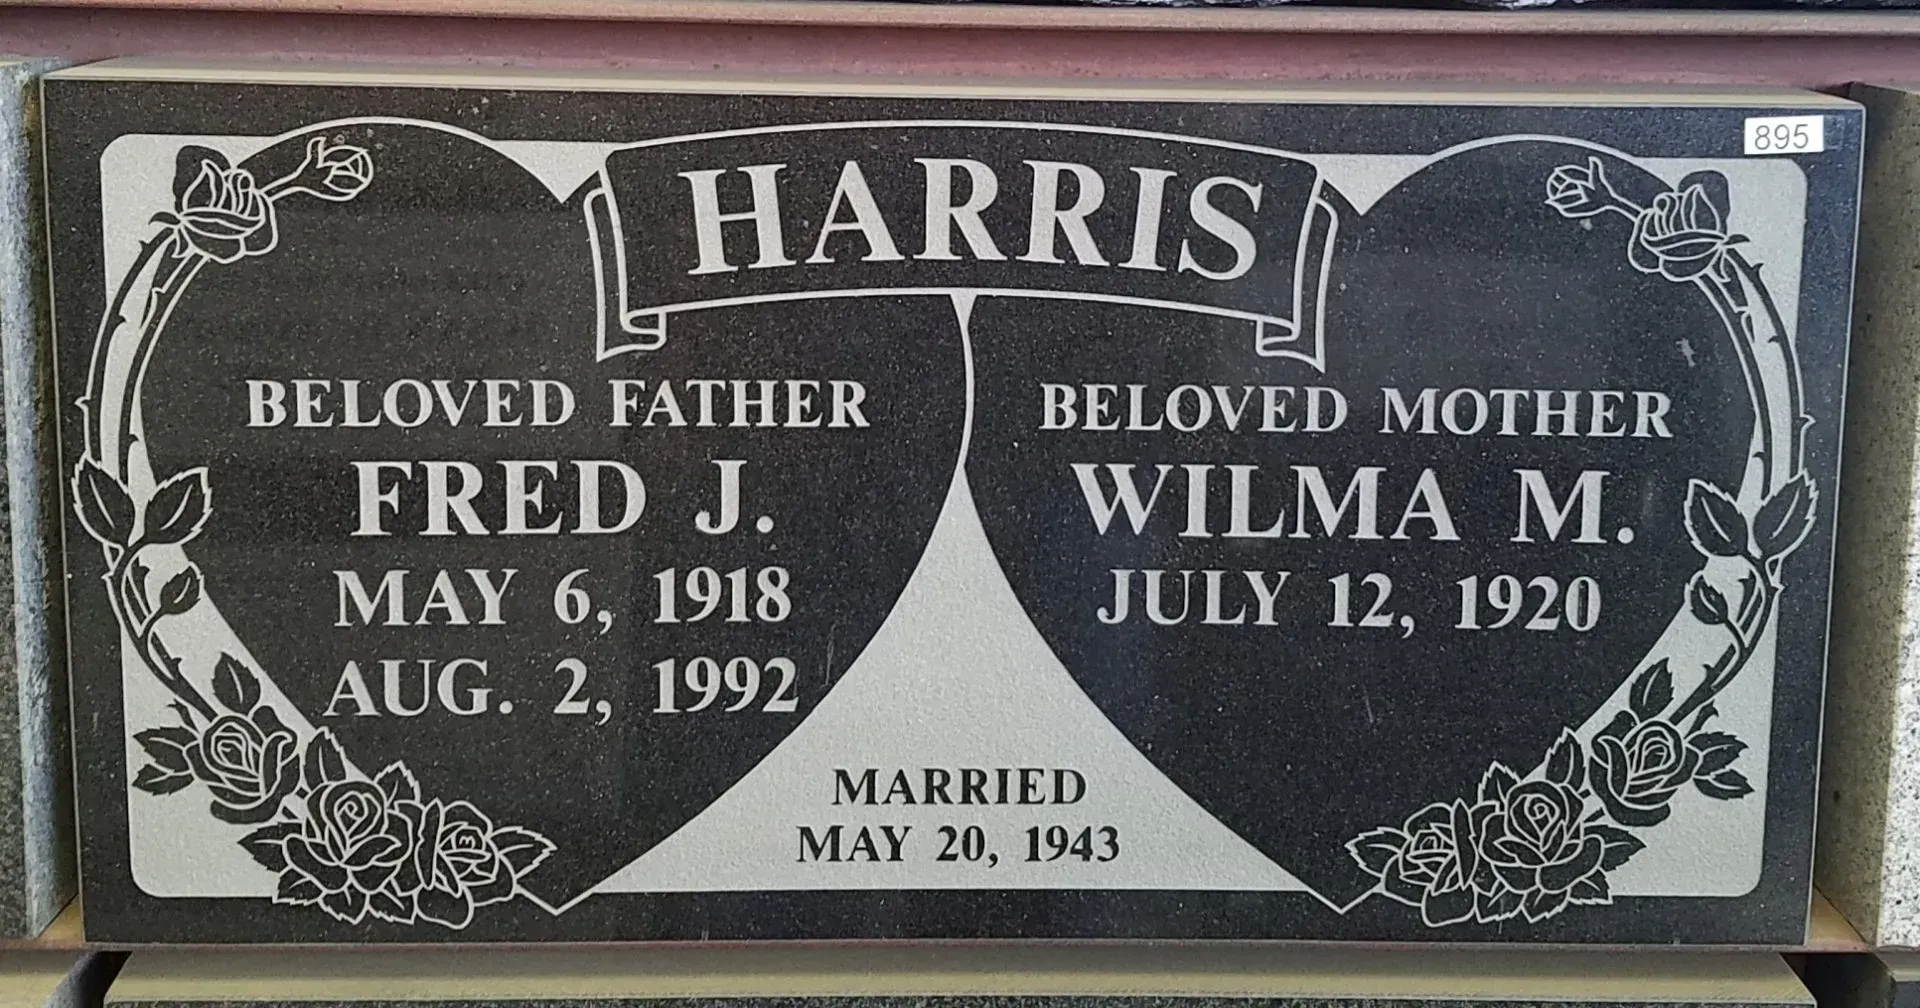 895
HARRIS
BELOVED FATHER
FRED J.
MAY 6, 1918
AUG. 2, 1992
BELOVED MOTHER
WILMA M.
JULY 12, 1920
MARRIED
MAY 20, 1943